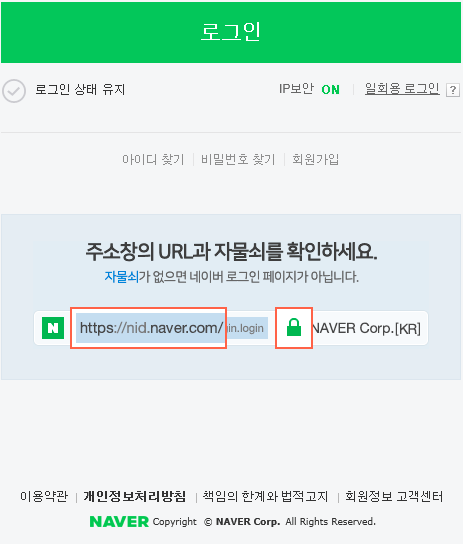 로그인
로그인 상태 유지 IP보안 ON 일회용 로그인 ?
아이디 찾기 비밀번호 찾기 회원가입
주소창의 URL과 자물쇠를 확인하세요.
자물쇠가 없으면 네이버 로그인 페이지가 아닙니다.
N https://nid.naver.com/ in.login NAVER Corp.[KR]
이용약관 개인정보처리방침 책임의 한계와 법적고지 회원정보 고객센터
NAVER Copyright © NAVER Corp. All Rights Reserved.